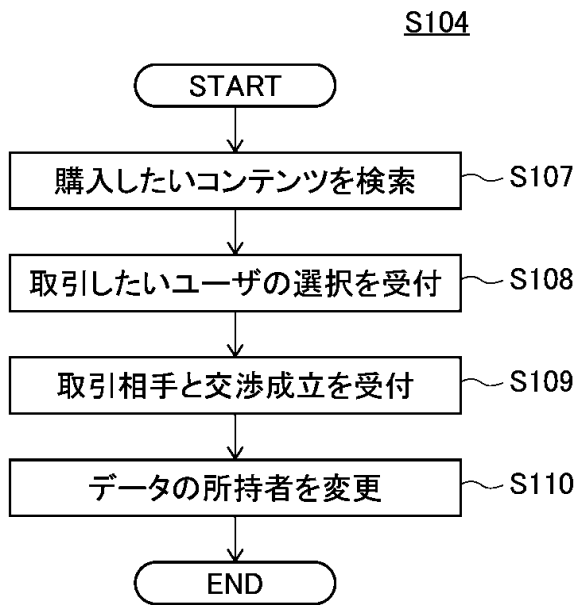 S104
START
購入したいコンテンツを検索
S107
取引したいユーザの選択を受付
S108
取引相手と交渉成立を受付
S109
データの所持者を変更
S110
END